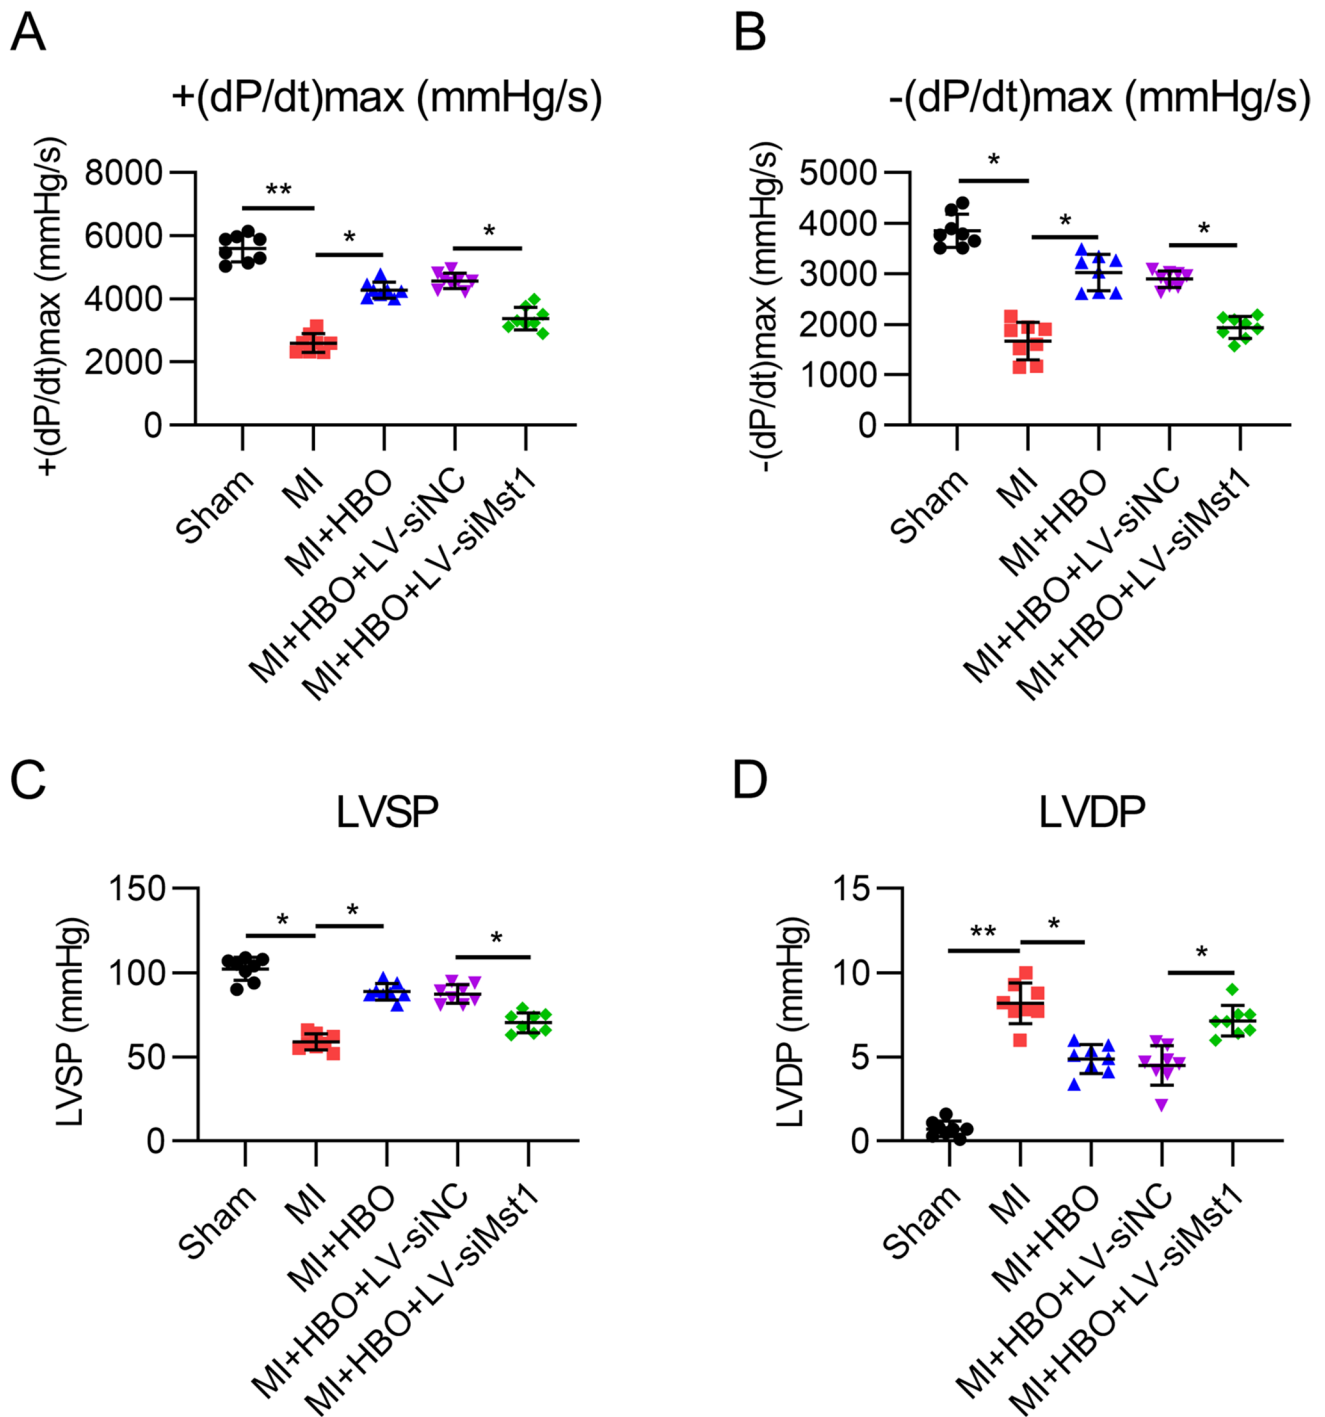 A
+(dP/dt)max (mmHg/s)
+(dP/dt)max (mmHg/s)
8000
6000
4000
2000
0
**
*
*
Sham
MI
MI+HBO
MI+HBO+LV-siNC
MI+HBO+LV-siMst1
B
-(dP/dt)max (mmHg/s)
-(dP/dt)max (mmHg/s)
5000
4000
3000
2000
1000
0
*
*
*
Sham
MI
MI+HBO
MI+HBO+LV-siNC
MI+HBO+LV-siMst1
C
LVSP
LVSP (mmHg)
150
100
50
0
*
*
*
Sham
MI
MI+HBO
MI+HBO+LV-siNC
MI+HBO+LV-siMst1
D
LVDP
LVDP (mmHg)
15
10
5
0
**
*
*
Sham
MI
MI+HBO
MI+HBO+LV-siNC
MI+HBO+LV-siMst1